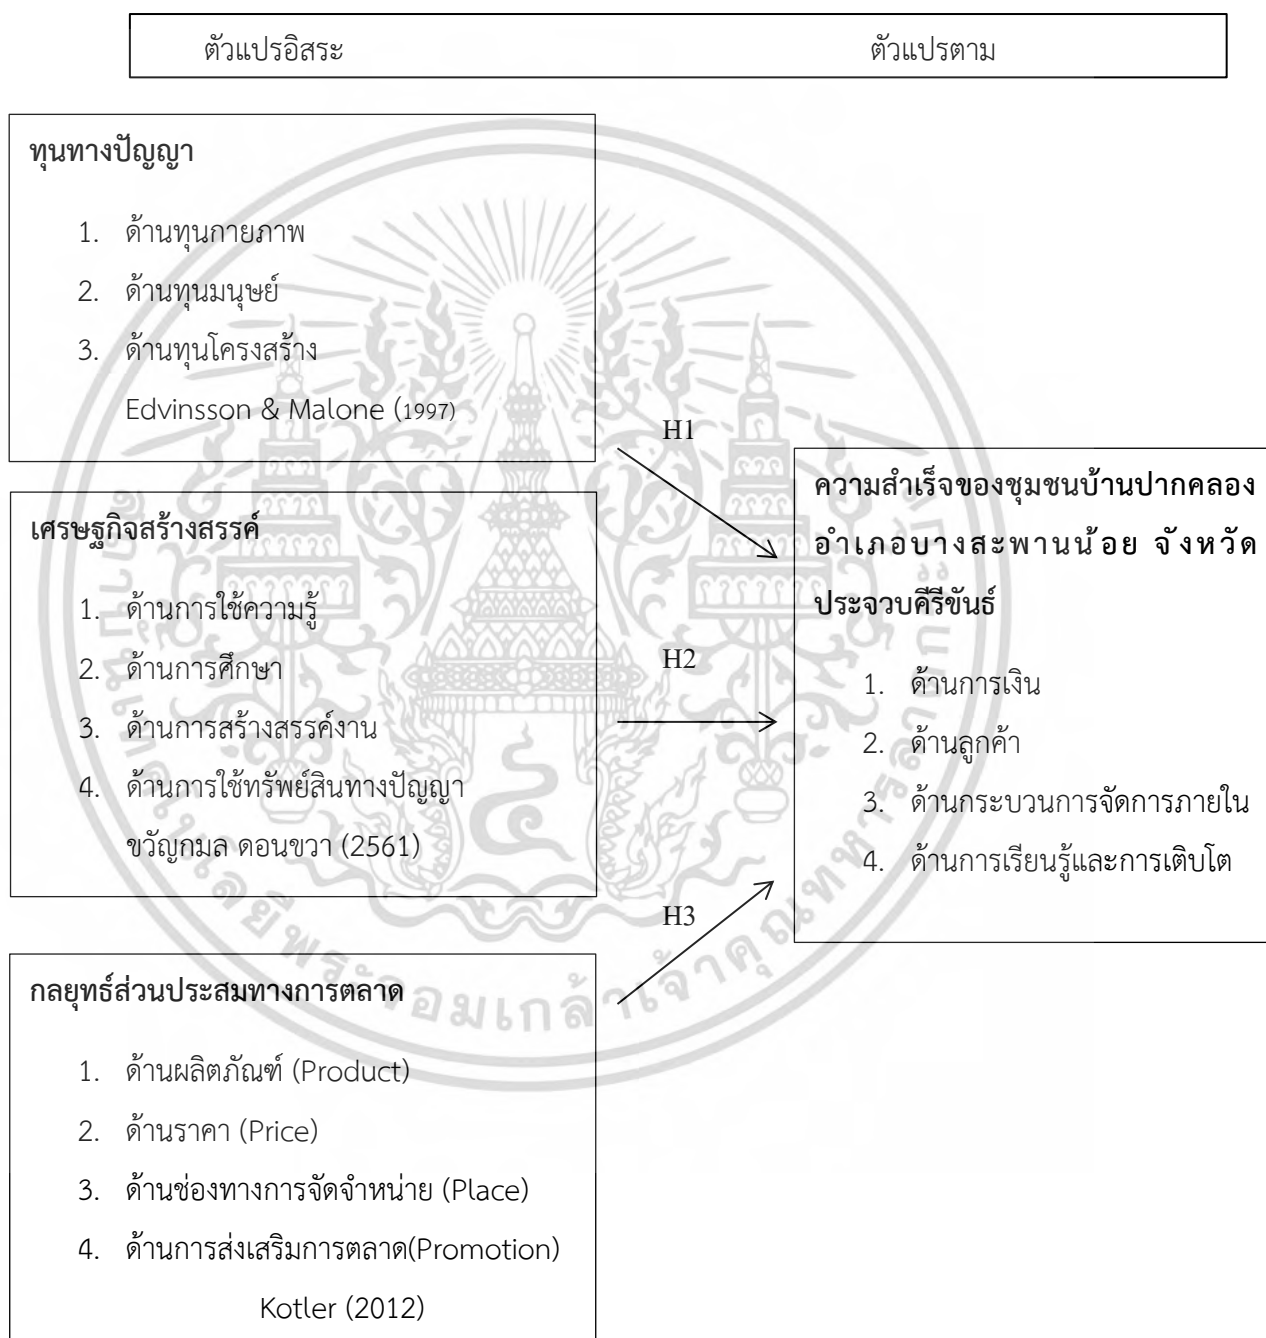 ตัวแปรอิสระ ตัวแปรตาม
ทุนทางปัญญา
1. ด้านทุนกายภาพ
2. ด้านทุนมนุษย์
3. ด้านทุนโครงสร้าง
Edvinsson & Malone (1997)
เศรษฐกิจสร้างสรรค์
1. ด้านการใช้ความรู้
2. ด้านการศึกษา
3. ด้านการสร้างสรรค์งาน
4. ด้านการใช้ทรัพย์สินทางปัญญา
ขวัญกมล ดอนขวา (2561)
กลยุทธ์ส่วนประสมทางการตลาด
1. ด้านผลิตภัณฑ์ (Product)
2. ด้านราคา (Price)
3. ด้านช่องทางการจัดจำหน่าย (Place)
4. ด้านการส่งเสริมการตลาด(Promotion)
Kotler (2012)
H1
H2
H3
ความสำเร็จของชุมชนบ้านปากคลอง
อำเภอบางสะพานน้อย จังหวัด
ประจวบคีรีขันธ์
1. ด้านการเงิน
2. ด้านลูกค้า
3. ด้านกระบวนการจัดการภายใน
4. ด้านการเรียนรู้และการเติบโต